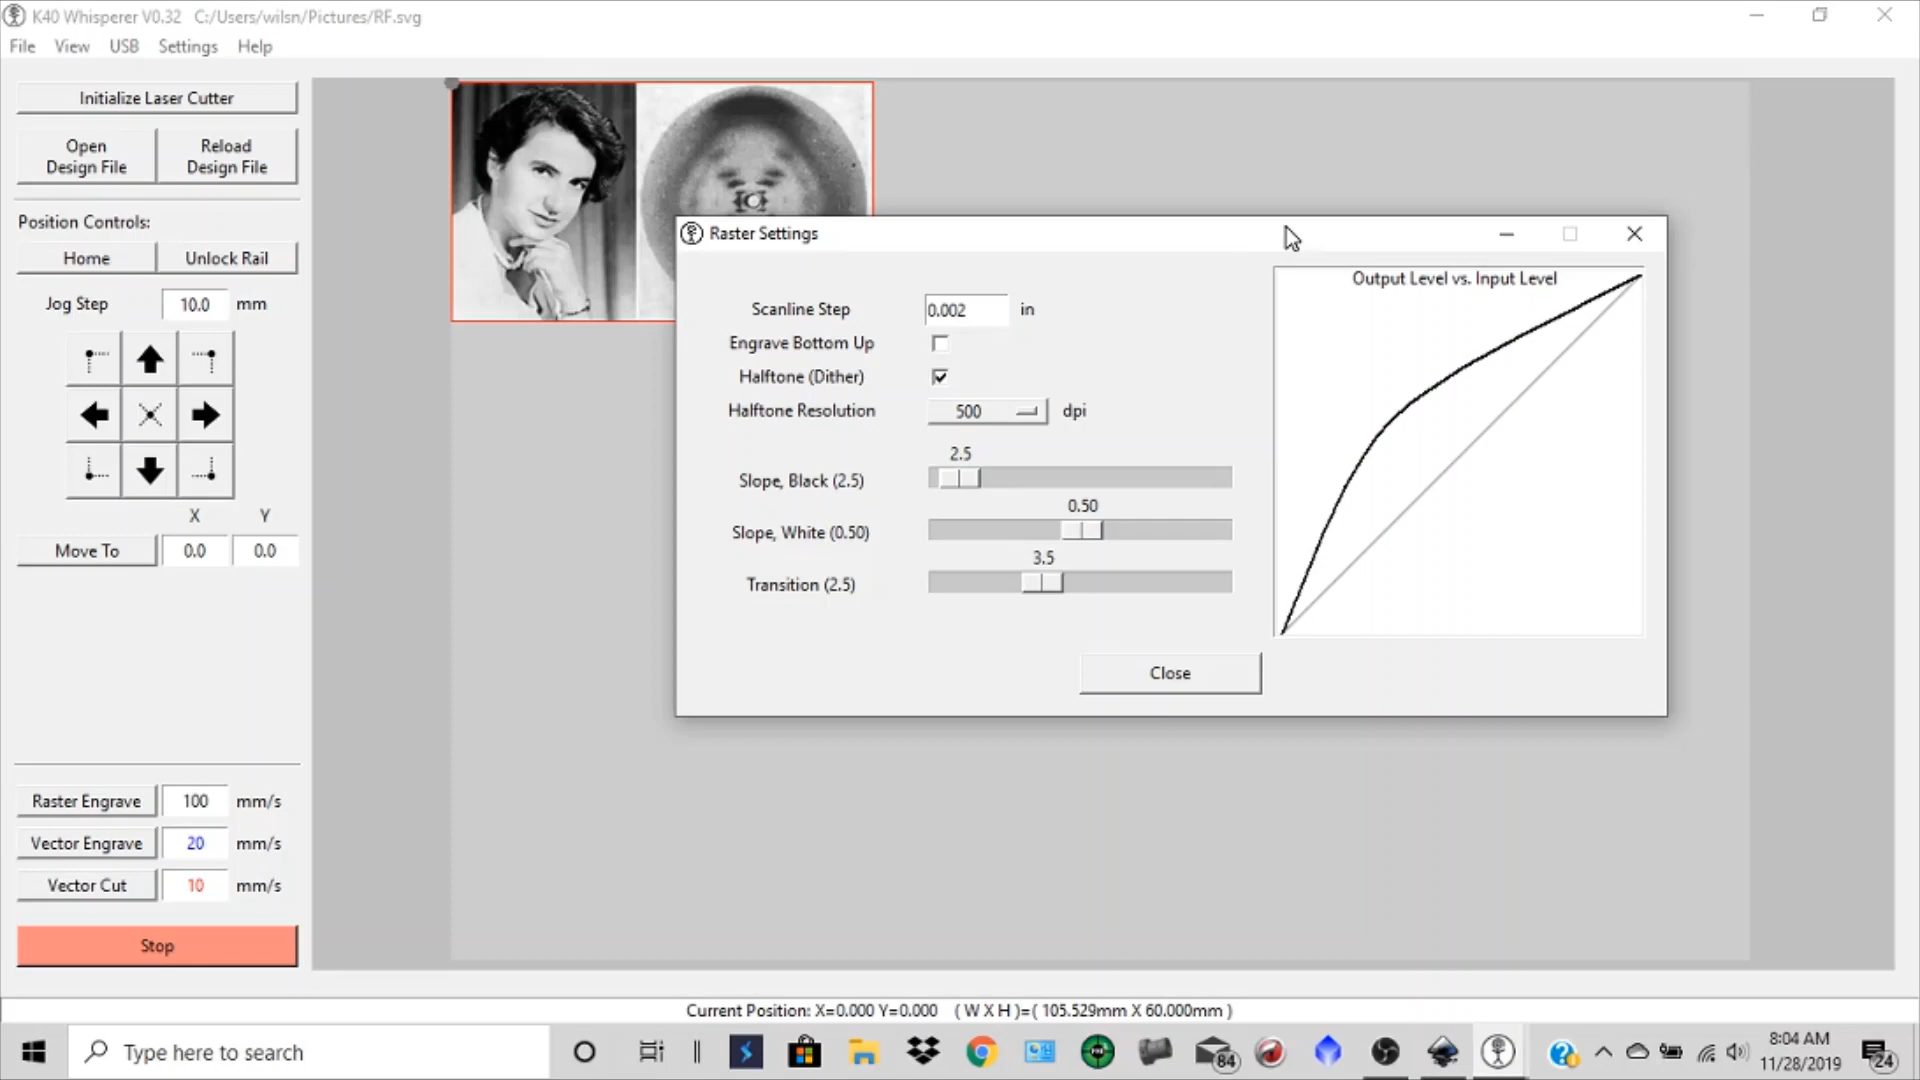 K40 Whisperer V0.32 C:/Users/wilsn/Pictures/RF.svg
File View USB Settings Help
Initialize Laser Cutter
Open Design File
Reload Design File
Position Controls:
Home Unlock Rail
Jog Step 10.0 mm
X Y
Move To 0.0 0.0
Raster Engrave 100 mm/s
Vector Engrave 20 mm/s
Vector Cut 10 mm/s
Stop
Raster Settings
Scanline Step 0.002 in
Engrave Bottom Up
Halftone (Dither)
Halftone Resolution 500 dpi
2.5
Slope, Black (2.5)
0.50
Slope, White (0.50)
3.5
Transition (2.5)
Close
Output Level vs. Input Level
Current Position: X=0.000 Y=0.000 ( W X H )=( 105.529mm X 60.000mm )
Type here to search
84
8:04 AM
11/28/2019
24